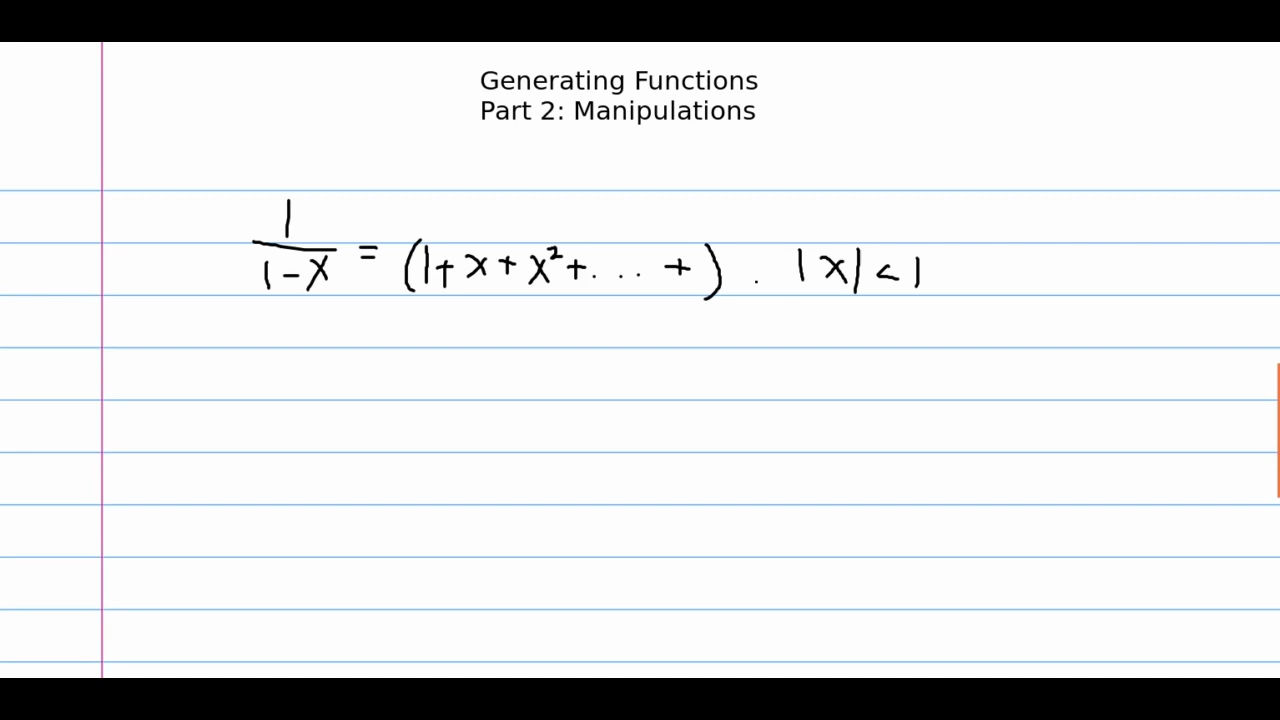 Generating Functions
Part 2: Manipulations
1/(1-x) = (1+x+x²+...+) . |x|<1